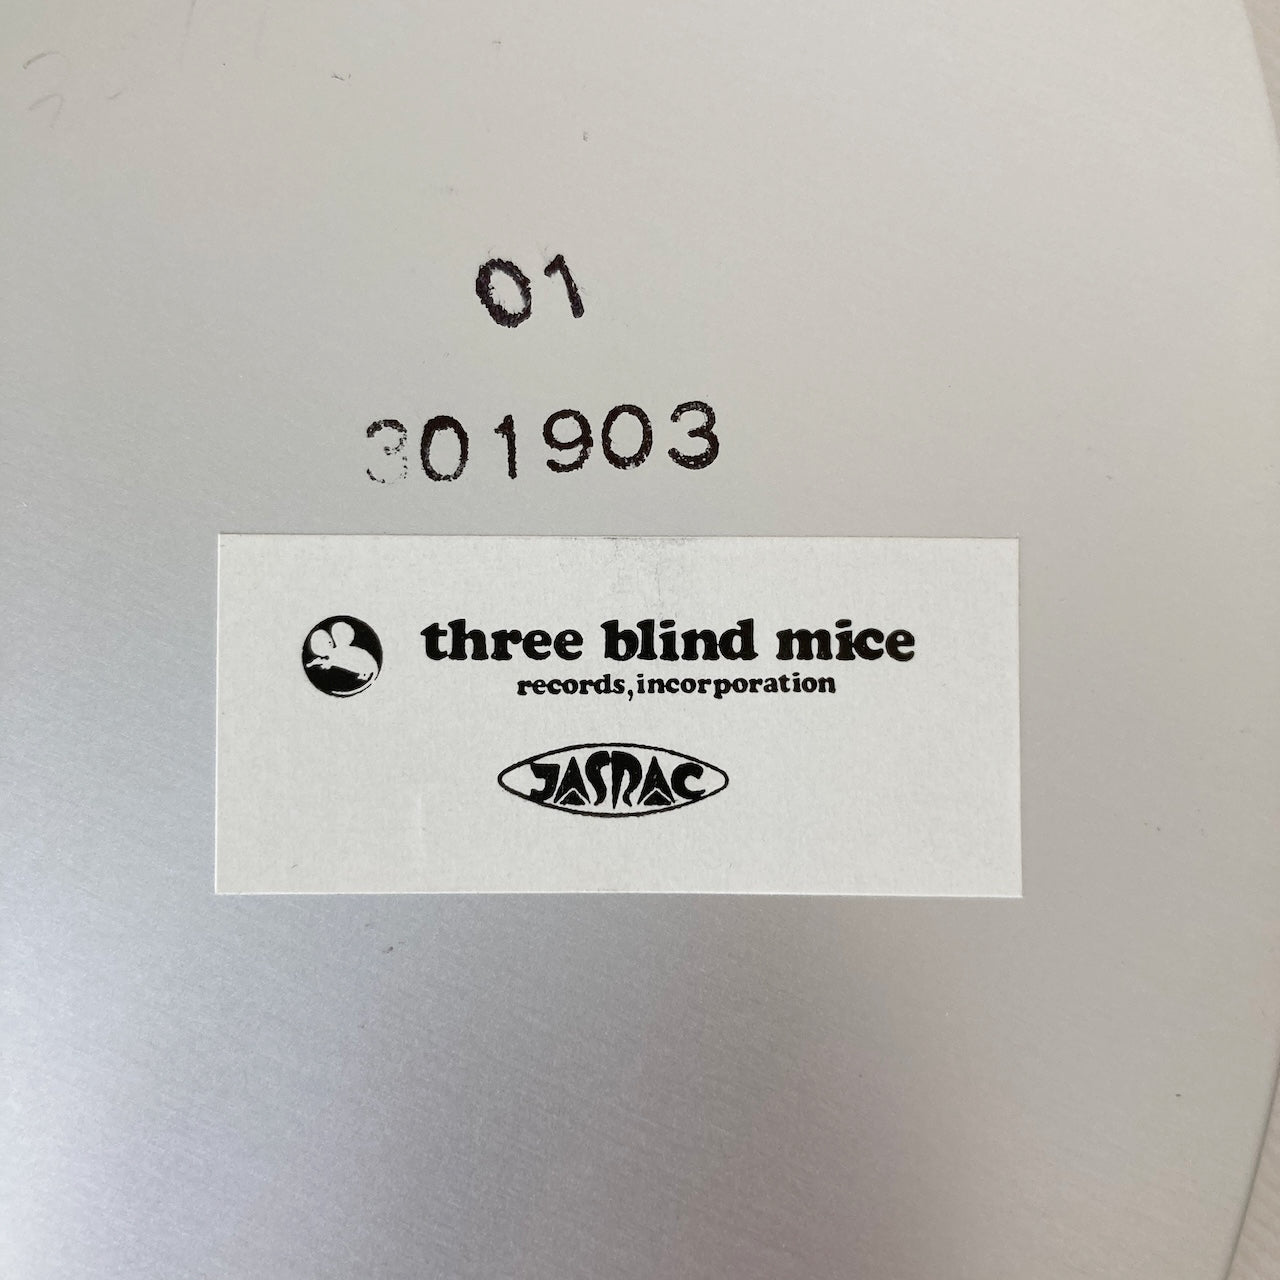 01
301903
three blind mice
records, incorporation
JASRAC